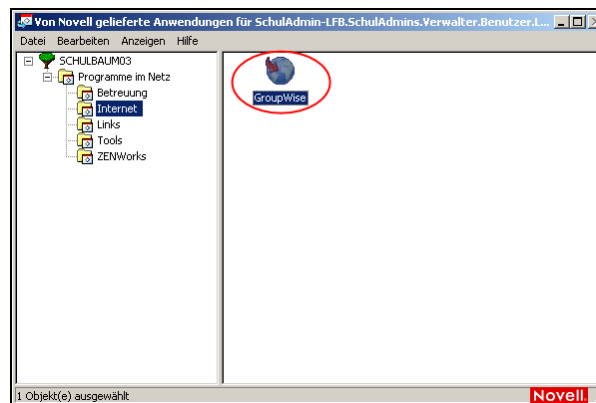 Von Novell gelieferte Anwendungen für SchulAdmin-LFB.SchulAdmins.Verwalter.Benutzer.L...
Datei Bearbeiten Anzeigen Hilfe
SCHULBAUM03
Programme im Netz
Betreuung
Internet
Links
Tools
ZENWorks
GroupWise
1 Objekt(e) ausgewählt
Novell.